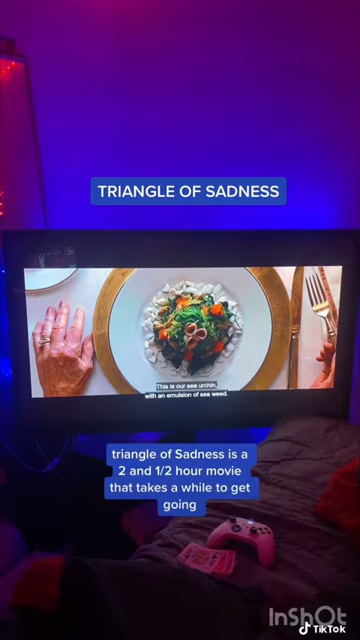 TRIANGLE OF SADNESS
This is our sea urchin,
with an emulsion of sea weed.
triangle of Sadness is a
2 and 1/2 hour movie
that takes a while to get
going
InShOt
TikTok